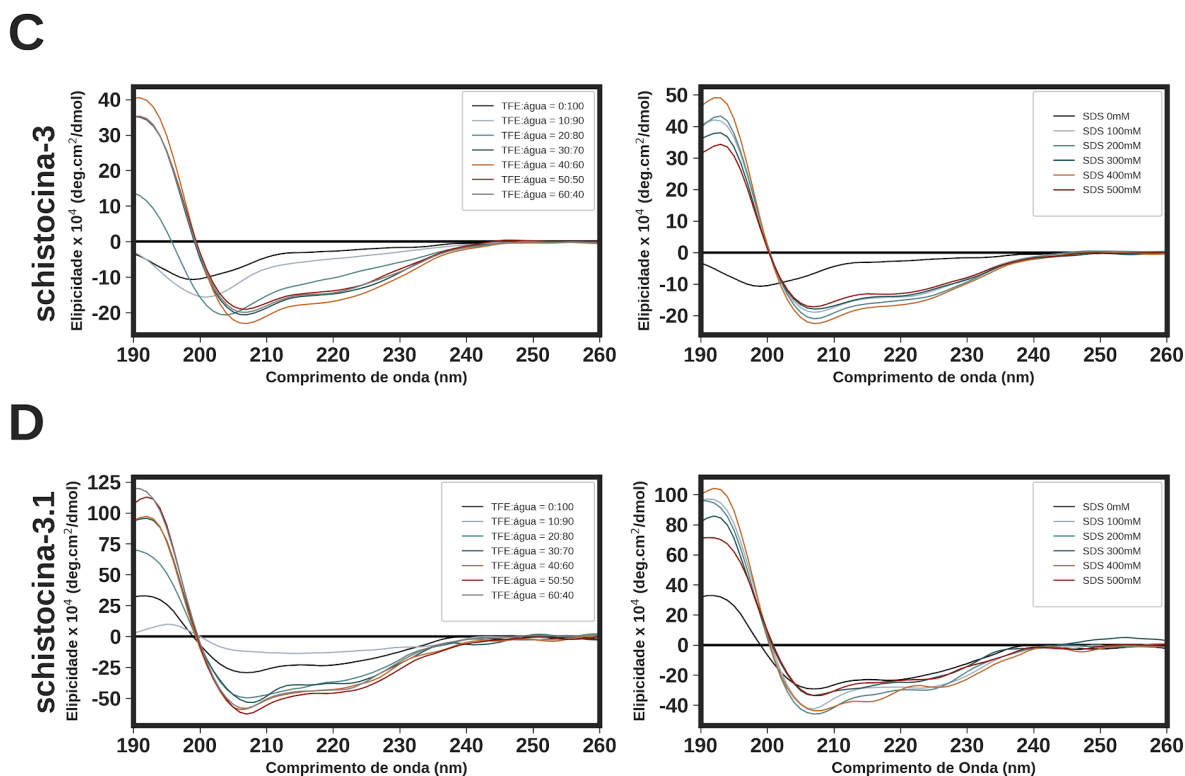 C
schistocina-3
Elipicidade x 10⁴ (deg.cm²/dmol)
40
30
20
10
0
-10
-20
TFE:água = 0:100
10:90
TFE:água = 20:80
TFE:água = 30:70
TFE:água = 40:60
TFE:água = 50:50
TFE:água = 60:40
190 200 210 220 230 240 250 260
Comprimento de onda (nm)
Elipicidade x 10⁴ (deg.cm²/dmol)
50
40
30
20
10
0
-10
-20
SDS 0mM
SDS 100mM
SDS 200mM
SDS 300mM
SDS 400mM
SDS 500mM
190 200 210 220 230 240 250 260
Comprimento de onda (nm)
D
schistocina-3.1
Elipicidade x 10⁴ (deg.cm²/dmol)
125
100
75
50
25
0
-25
-50
TFE:água = 0:100
TFE:água = 10:90
TFE:água = 20:80
TFE:água = 30:70
TFE:água = 40:60
TFE:água = 50:50
TFE:água = 60:40
190 200 210 220 230 240 250 260
Comprimento de onda (nm)
Elipicidade x 10⁴ (deg.cm²/dmol)
100
80
60
40
20
0
-20
-40
SDS 0mM
SDS 100mM
SDS 200mM
SDS 300mM
SDS 400mM
SDS 500mM
190 200 210 220 230 240 250 260
Comprimento de Onda (nm)